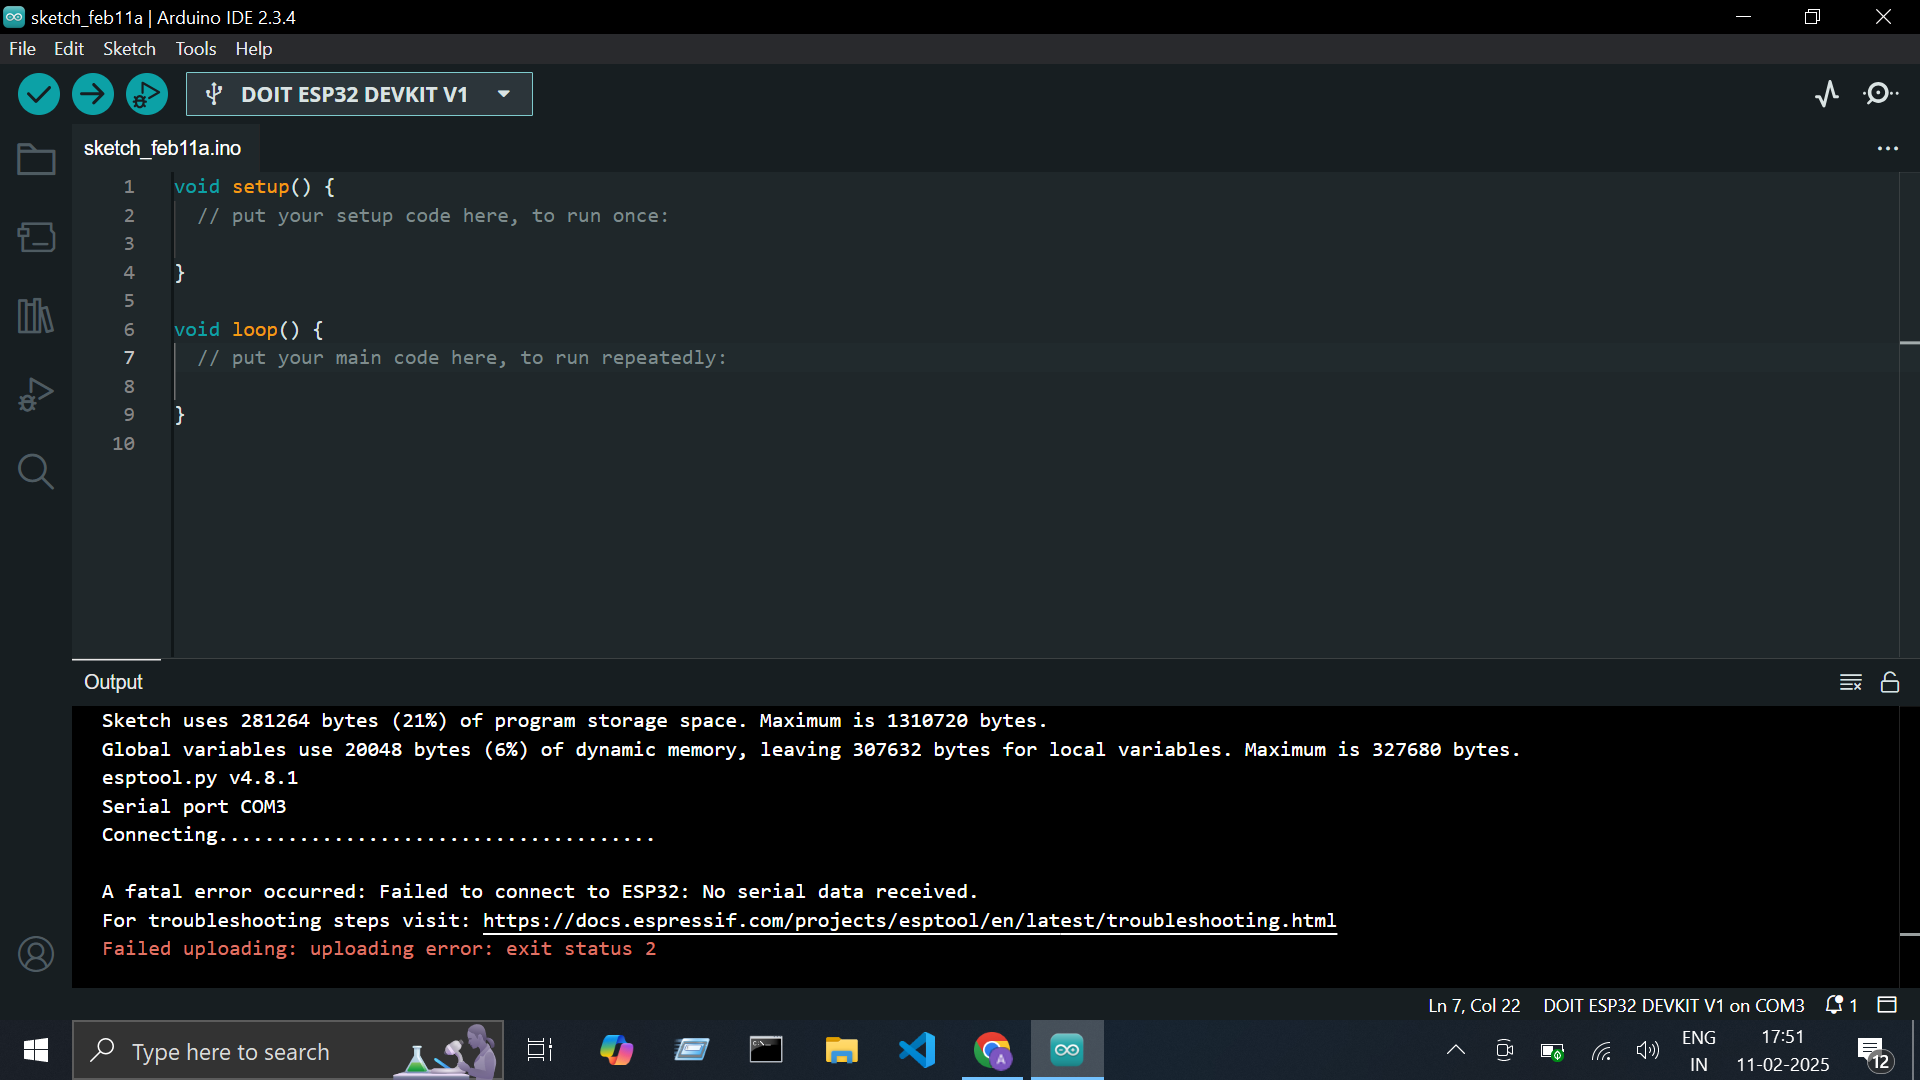 sketch_feb11a | Arduino IDE 2.3.4
File Edit Sketch Tools Help
DOIT ESP32 DEVKIT V1
sketch_feb11a.ino
1 void setup() {
2 // put your setup code here, to run once:
3
4 }
5
6 void loop() {
7 // put your main code here, to run repeatedly:
8
9 }
10
Output
Sketch uses 281264 bytes (21%) of program storage space. Maximum is 1310720 bytes.
Global variables use 20048 bytes (6%) of dynamic memory, leaving 307632 bytes for local variables. Maximum is 327680 bytes.
esptool.py v4.8.1
Serial port COM3
Connecting......................................
A fatal error occurred: Failed to connect to ESP32: No serial data received.
For troubleshooting steps visit: https://docs.espressif.com/projects/esptool/en/latest/troubleshooting.html
Failed uploading: uploading error: exit status 2
Ln 7, Col 22 DOIT ESP32 DEVKIT V1 on COM3 1
Type here to search
A
ENG
IN
17:51
11-02-2025
12